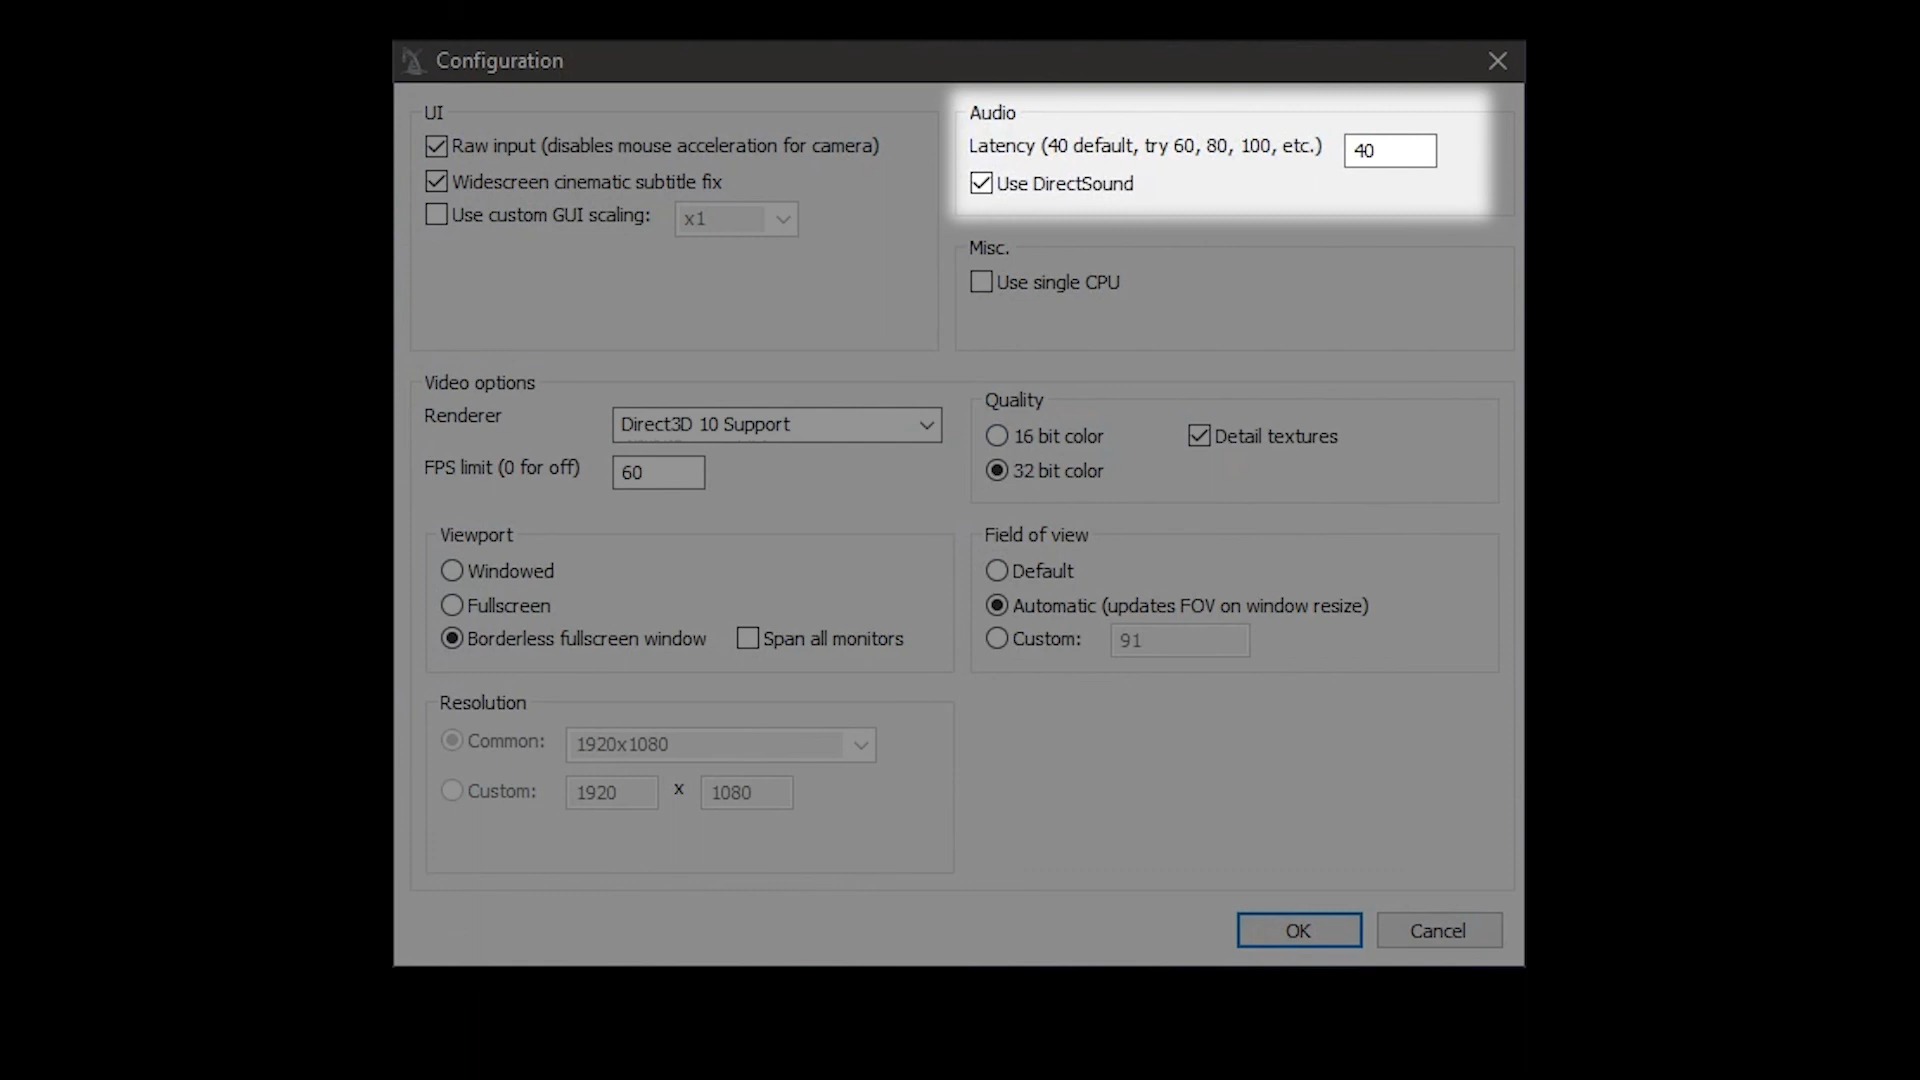 Configuration
UI
Raw input (disables mouse acceleration for camera)
Widescreen cinematic subtitle fix
Use custom GUI scaling: x1
Audio
Latency (40 default, try 60, 80, 100, etc.) 40
Use DirectSound
Misc.
Use single CPU
Video options
Renderer Direct3D 10 Support
FPS limit (0 for off) 60
Quality
16 bit color Detail textures
32 bit color
Viewport
Windowed
Fullscreen
Borderless fullscreen window Span all monitors
Field of view
Default
Automatic (updates FOV on window resize)
Custom: 91
Resolution
Common: 1920x1080
Custom: 1920 x 1080
OK Cancel